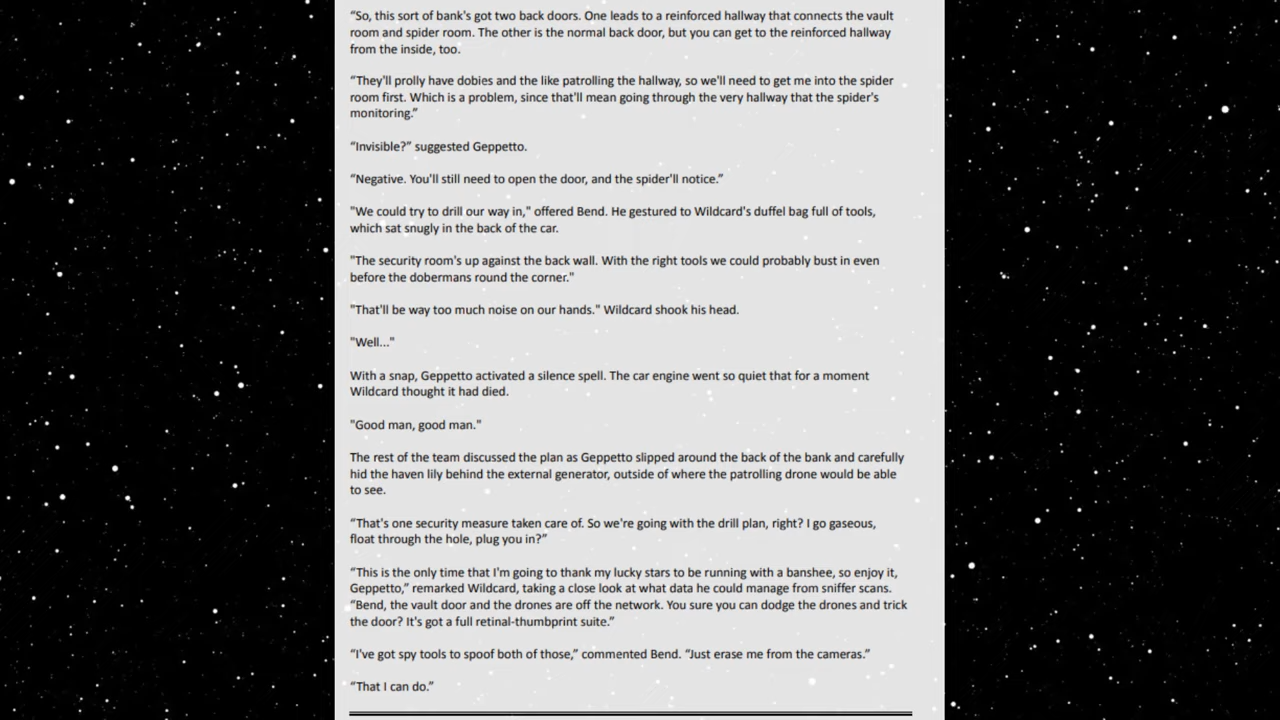 “So, this sort of bank's got two back doors. One leads to a reinforced hallway that connects the vault
room and spider room. The other is the normal back door, but you can get to the reinforced hallway
from the inside, too.
“They'll prolly have dobies and the like patrolling the hallway, so we'll need to get me into the spider
room first. Which is a problem, since that'll mean going through the very hallway that the spider's
monitoring.”
“Invisible?” suggested Geppetto.
“Negative. You'll still need to open the door, and the spider'll notice.”
"We could try to drill our way in," offered Bend. He gestured to Wildcard's duffel bag full of tools,
which sat snugly in the back of the car.
"The security room's up against the back wall. With the right tools we could probably bust in even
before the dobermans round the corner."
"That'll be way too much noise on our hands." Wildcard shook his head.
"Well..."
With a snap, Geppetto activated a silence spell. The car engine went so quiet that for a moment
Wildcard thought it had died.
"Good man, good man."
The rest of the team discussed the plan as Geppetto slipped around the back of the bank and carefully
hid the haven lily behind the external generator, outside of where the patrolling drone would be able
to see.
“That's one security measure taken care of. So we're going with the drill plan, right? I go gaseous,
float through the hole, plug you in?”
“This is the only time that I'm going to thank my lucky stars to be running with a banshee, so enjoy it,
Geppetto,” remarked Wildcard, taking a close look at what data he could manage from sniffer scans.
“Bend, the vault door and the drones are off the network. You sure you can dodge the drones and trick
the door? It's got a full retinal-thumbprint suite.”
“I've got spy tools to spoof both of those,” commented Bend. “Just erase me from the cameras.”
“That I can do.”